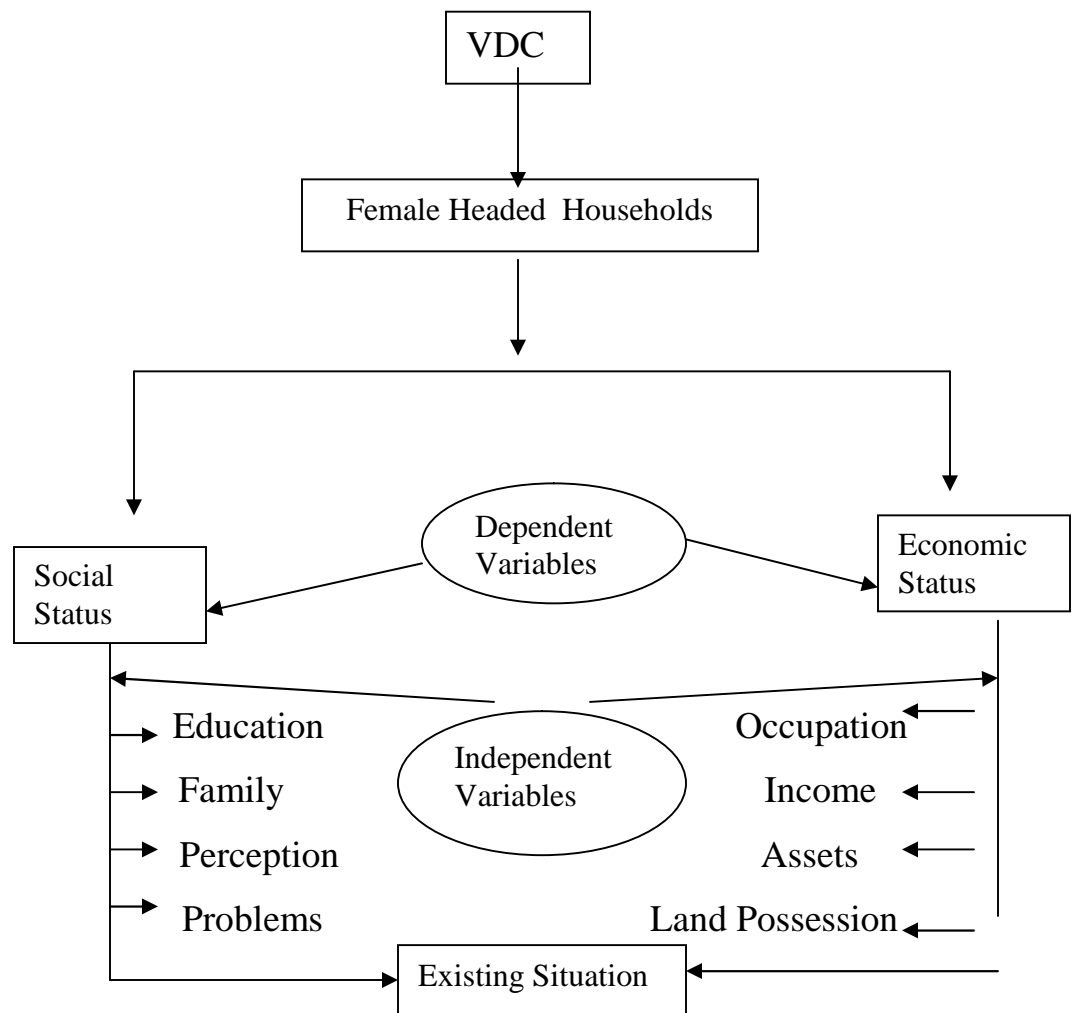 VDC
Female Headed Households
Dependent
Variables
Economic
Status
Social
Status
Education
Occupation
Independent
Variables
Family
Income
Perception
Assets
Problems
Land Possession
Existing Situation